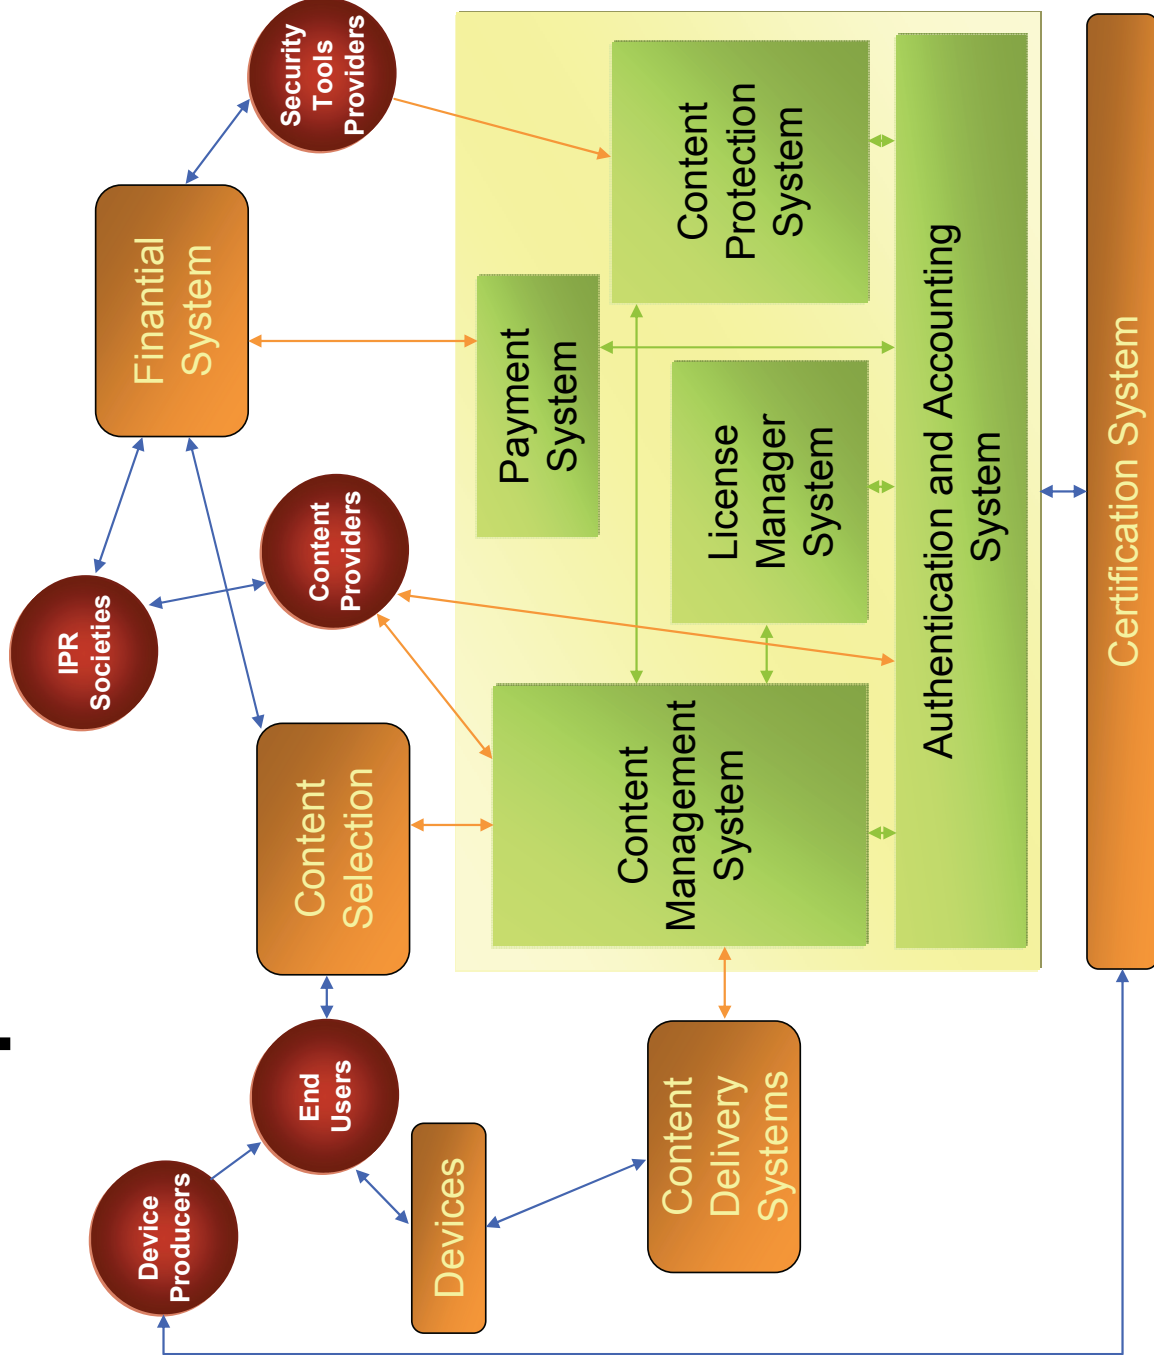 Device
Producers
End
Users
Devices
Content
Delivery
Systems
Content
Selection
IPR
Societies
Content
Providers
Finantial
System
Security
Tools
Providers
Content
Management
System
Payment
System
License
Manager
System
Content
Protection
System
Authentication and Accounting
System
Certification System